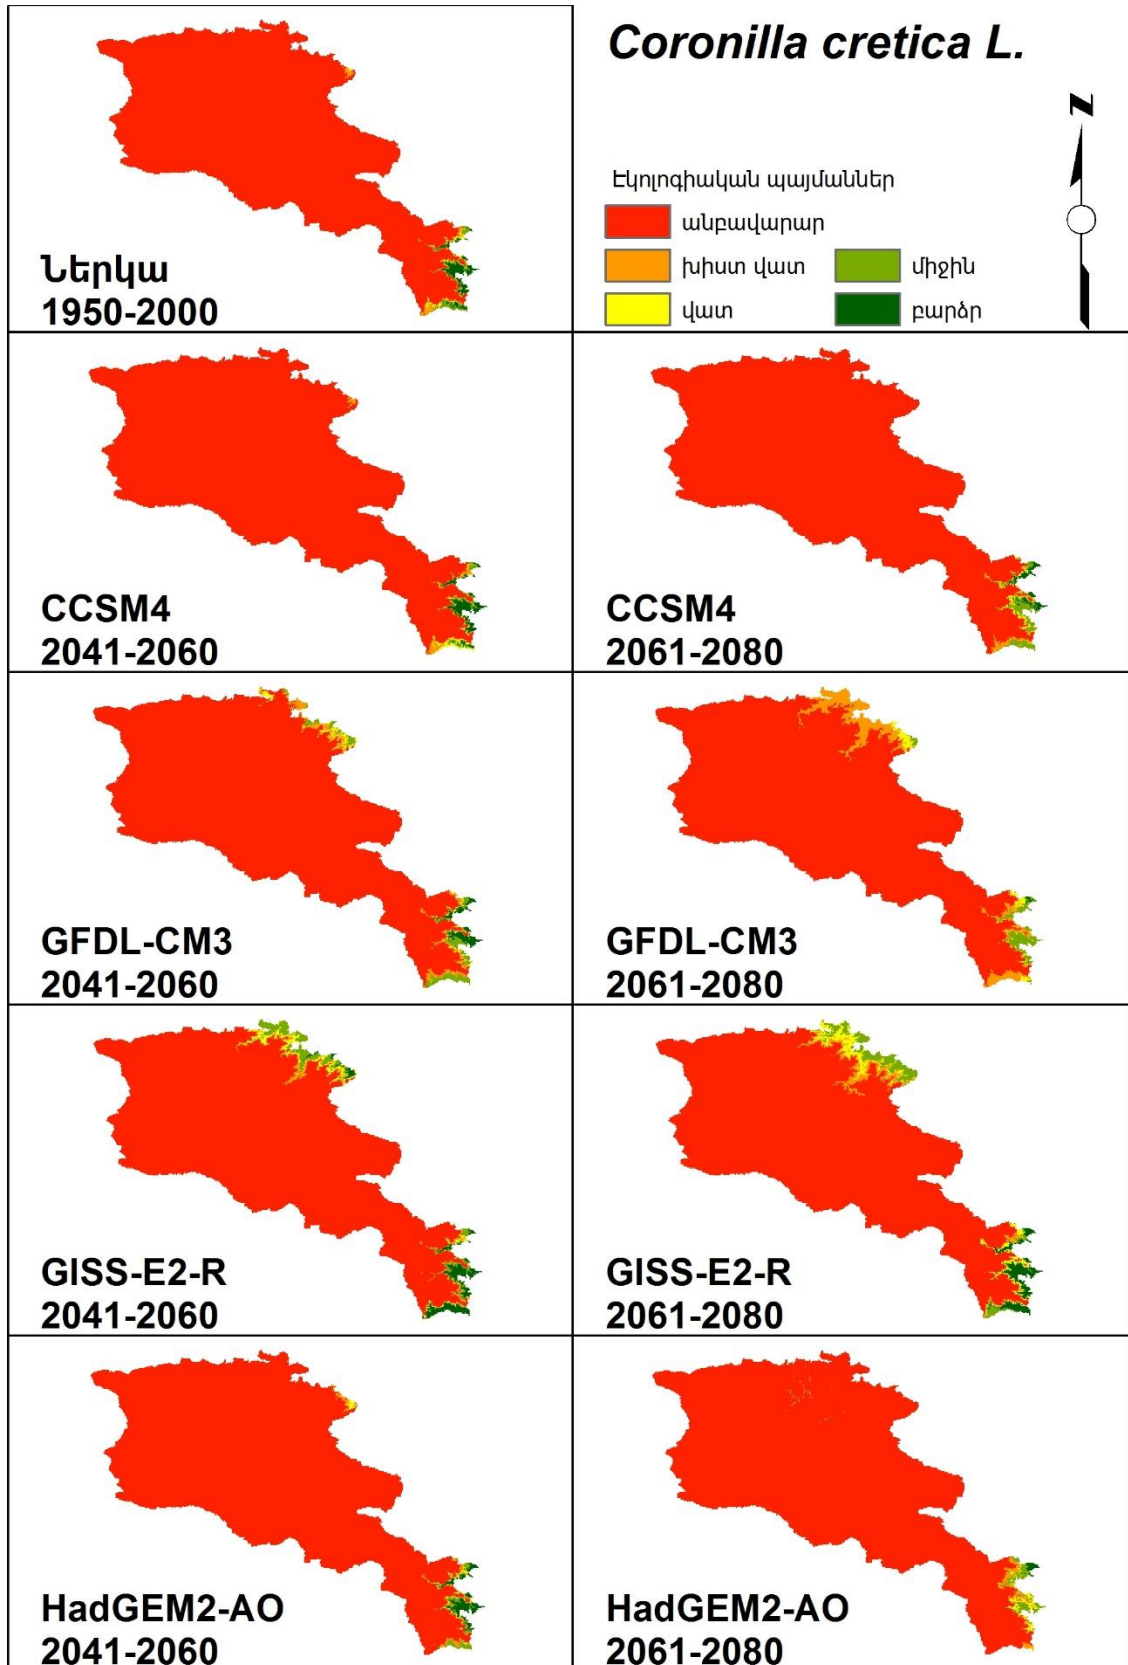 Coronilla cretica L.
N
Էկոլոգիական պայմաններ
անբավարար
խիստ վատ
միջին
վատ
բարձր
Ներկա
1950-2000
CCSM4
2041-2060
CCSM4
2061-2080
GFDL-CM3
2041-2060
GFDL-CM3
2061-2080
GISS-E2-R
2041-2060
GISS-E2-R
2061-2080
HadGEM2-AO
2041-2060
HadGEM2-AO
2061-2080